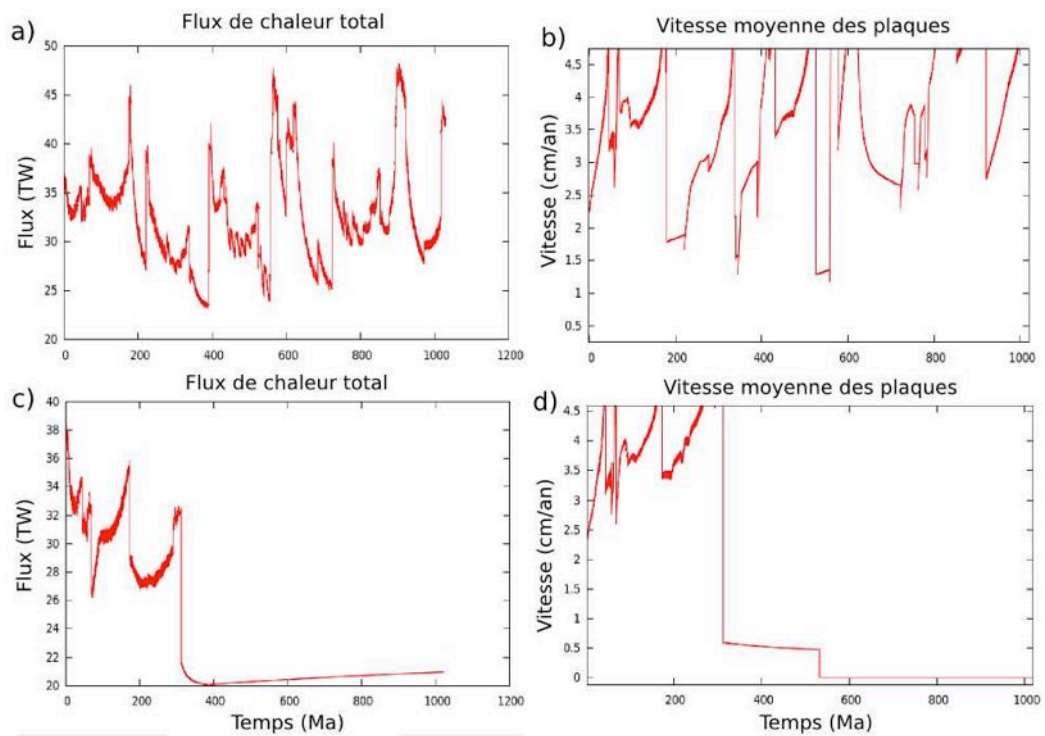 a)
Flux de chaleur total
50
45
40
35
30
25
20
Flux (TW)
0 200 400 600 800 1000 1200
b)
Vitesse moyenne des plaques
4.5
4
3.5
3
2.5
2
1.5
1
0.5
Vitesse (cm/an)
0 200 400 600 800 1000
c)
Flux de chaleur total
40
38
36
34
32
30
28
26
24
22
20
Flux (TW)
0 200 400 600 800 1000 1200
Temps (Ma)
d)
Vitesse moyenne des plaques
4.5
4
3.5
3
2.5
2
1.5
1
0.5
0
Vitesse (cm/an)
200 400 600 800 1000
Temps (Ma)